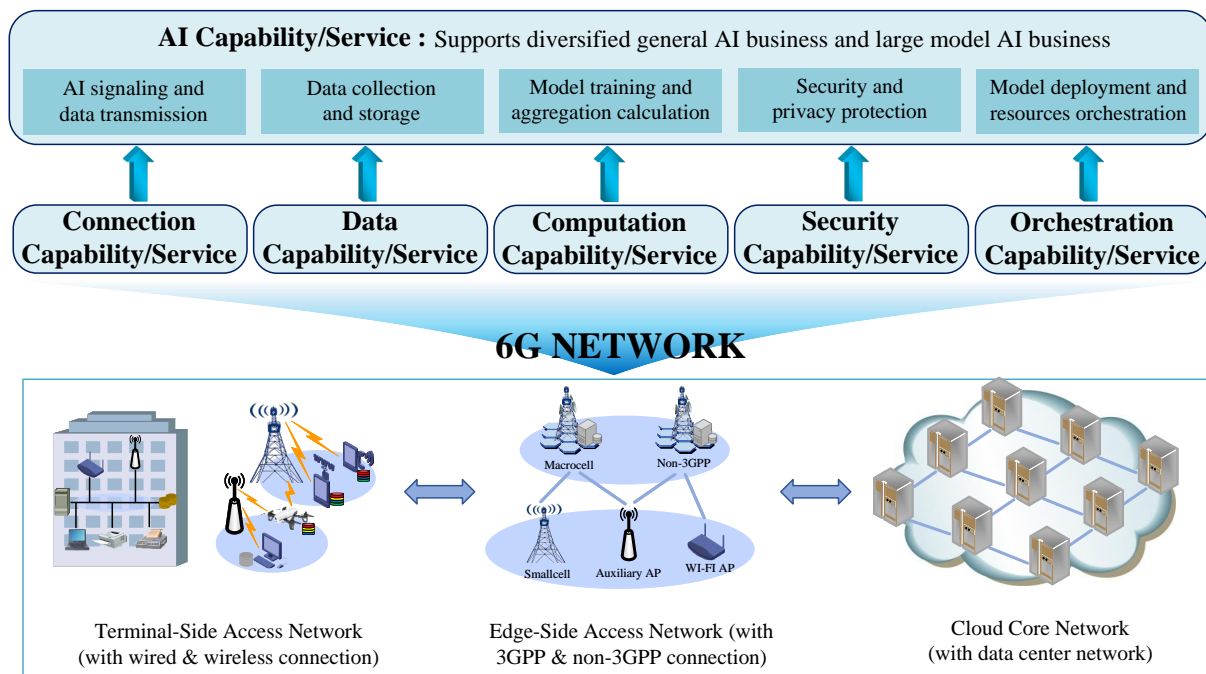 AI Capability/Service : Supports diversified general AI business and large model AI business
AI signaling and
data transmission
Data collection
and storage
Model training and
aggregation calculation
Security and
privacy protection
Model deployment and
resources orchestration
Connection
Capability/Service
Data
Capability/Service
Computation
Capability/Service
Security
Capability/Service
Orchestration
Capability/Service
6G NETWORK
Macrocell
Non-3GPP
Smallcell
Auxiliary AP
WI-FI AP
Terminal-Side Access Network
(with wired & wireless connection)
Edge-Side Access Network (with
3GPP & non-3GPP connection)
Cloud Core Network
(with data center network)